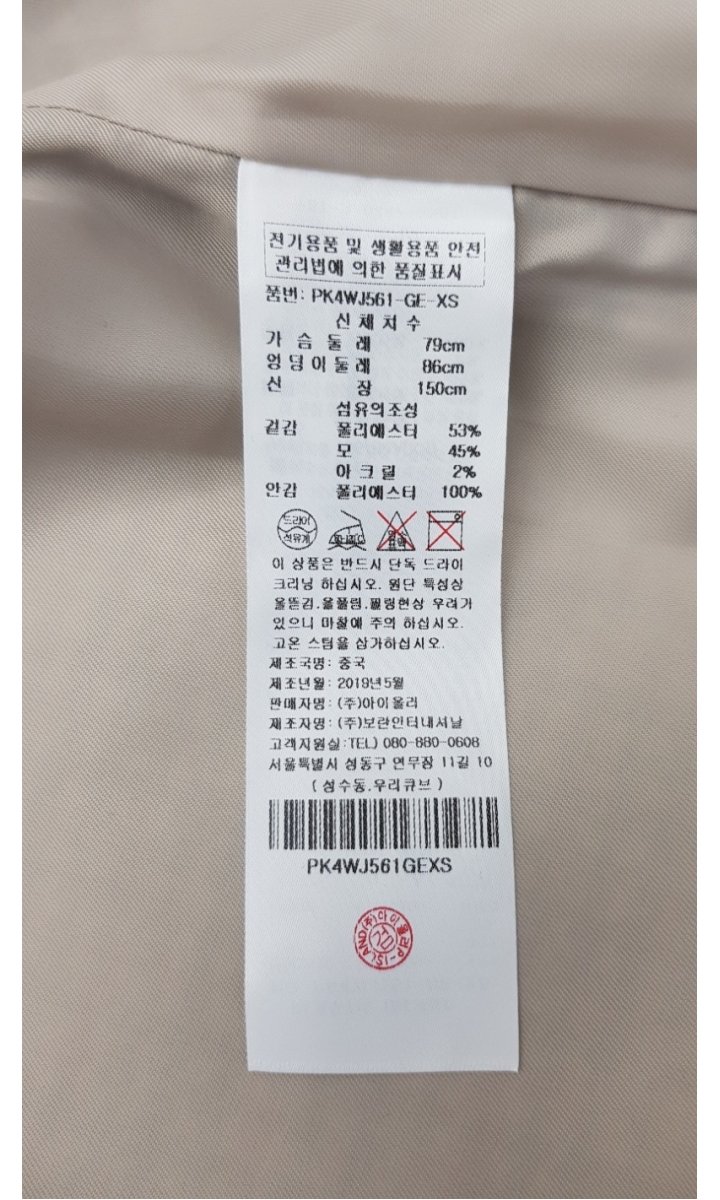 전기용품 및 생활용품 안전
관리법에 의한 품질표시
품번: PK4WJ561-GE-XS
신 체 치 수
가 슴 둘 레 79cm
엉 덩 이 둘 레 86cm
신 장 150cm
섬유의조성
겉감 폴리에스터 53%
모 45%
아 크 릴 2%
안감 폴리에스터 100%
드라이
석유계
이 상품은 반드시 단독 드라이
크리닝 하십시오. 원단 특성상
올뜯김.올풀림.필링현상 우려가
있으니 마찰에 주의 하십시오.
고온 스팀을 삼가하십시오.
제조국명: 중국
제조년월: 2019년5월
판매자명: (주)아이올리
제조자명: (주)보란인터내셔날
고객지원실:TEL) 080-880-0608
서울특별시 성동구 연무장 11길 10
(성수동.우리큐브)
PK4WJ561GEXS
(주)아이올리
P-ISLAND
검